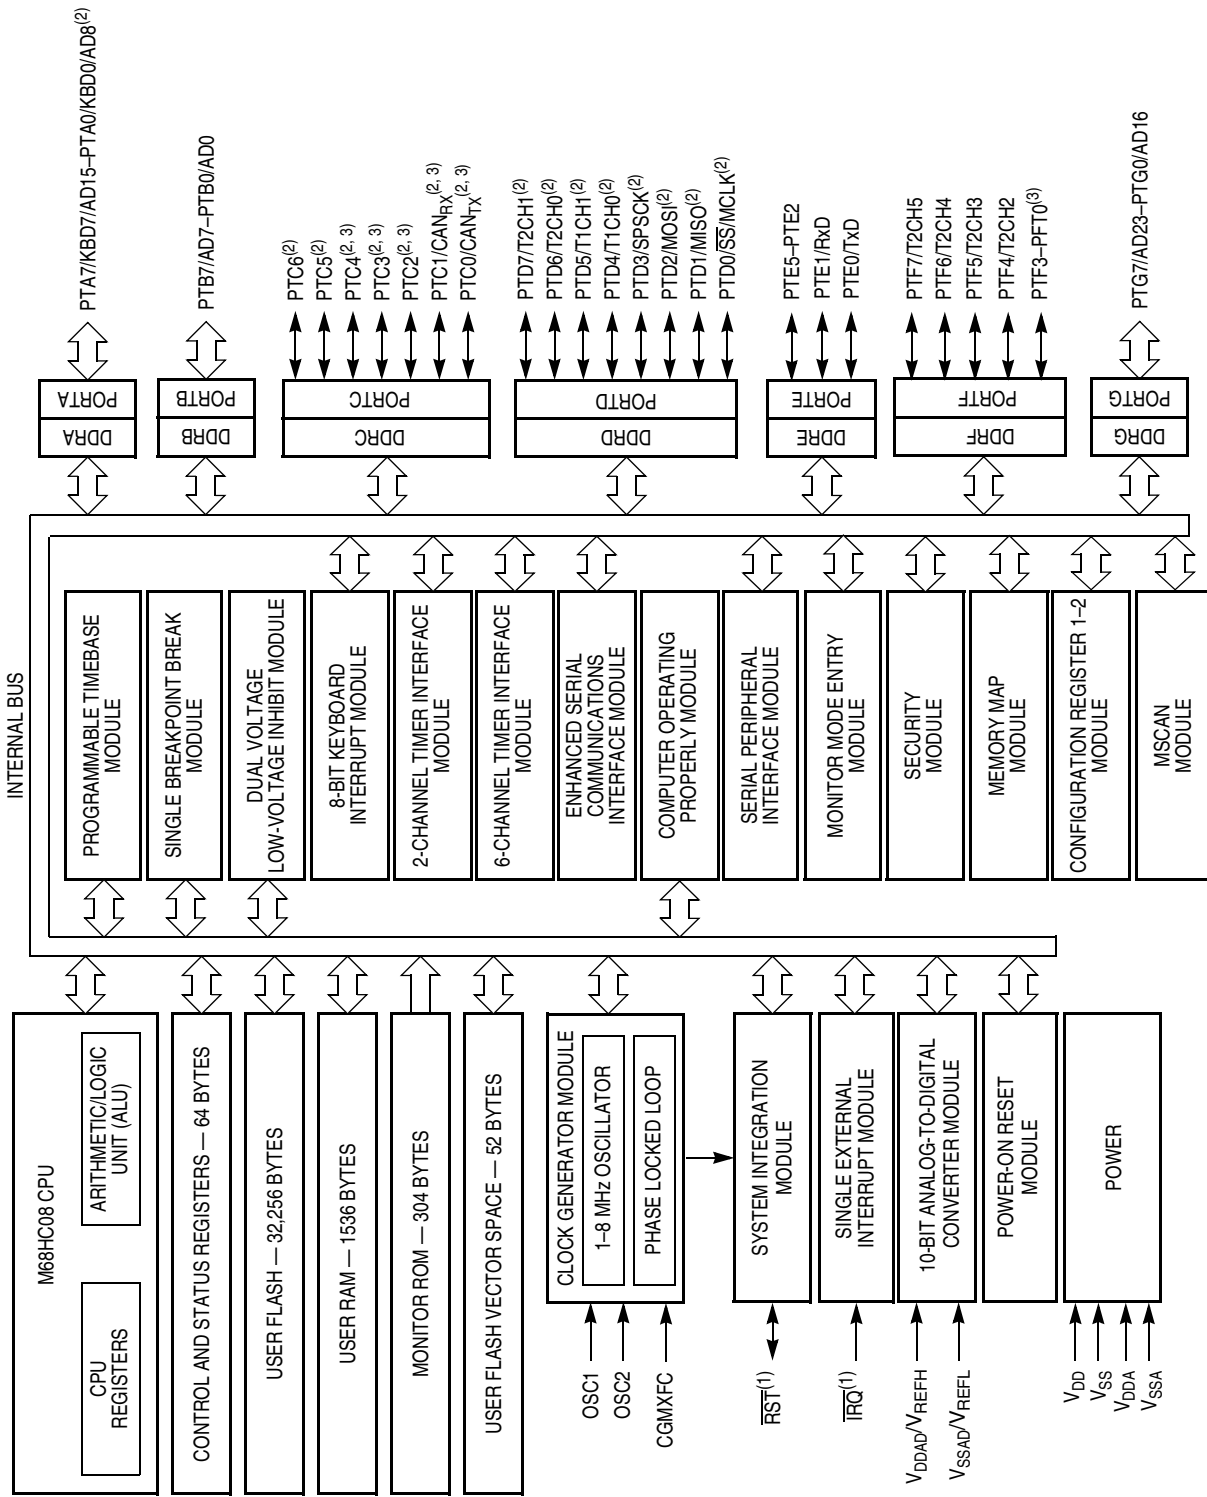 INTERNAL BUS
M68HC08 CPU
CPU
REGISTERS
ARITHMETIC/LOGIC
UNIT (ALU)
CONTROL AND STATUS REGISTERS — 64 BYTES
USER FLASH — 32,256 BYTES
USER RAM — 1536 BYTES
MONITOR ROM — 304 BYTES
USER FLASH VECTOR SPACE — 52 BYTES
CLOCK GENERATOR MODULE
1–8 MHz OSCILLATOR
PHASE LOCKED LOOP
OSC1
OSC2
CGMXFC
SYSTEM INTEGRATION
MODULE
RST(1)
SINGLE EXTERNAL
INTERRUPT MODULE
IRQ(1)
10-BIT ANALOG-TO-DIGITAL
CONVERTER MODULE
VDDAD/VREFH
VSSAD/VREFL
POWER-ON RESET
MODULE
POWER
VDD
VSS
VDDA
VSSA
PROGRAMMABLE TIMEBASE
MODULE
SINGLE BREAKPOINT BREAK
MODULE
DUAL VOLTAGE
LOW-VOLTAGE INHIBIT MODULE
8-BIT KEYBOARD
INTERRUPT MODULE
2-CHANNEL TIMER INTERFACE
MODULE
6-CHANNEL TIMER INTERFACE
MODULE
ENHANCED SERIAL
COMMUNICATIONS
INTERFACE MODULE
COMPUTER OPERATING
PROPERLY MODULE
SERIAL PERIPHERAL
INTERFACE MODULE
MONITOR MODE ENTRY
MODULE
SECURITY
MODULE
MEMORY MAP
MODULE
CONFIGURATION REGISTER 1–2
MODULE
MSCAN
MODULE
DDRA
PORTA
PTA7/KBD7/AD15–PTA0/KBD0/AD8(2)
DDRB
PORTB
PTB7/AD7–PTB0/AD0
DDRC
PORTC
PTC6(2)
PTC5(2)
PTC4(2, 3)
PTC3(2, 3)
PTC2(2, 3)
PTC1/CANRX(2, 3)
PTC0/CANTX(2, 3)
DDRD
PORTD
PTD7/T2CH1(2)
PTD6/T2CH0(2)
PTD5/T1CH1(2)
PTD4/T1CH0(2)
PTD3/SPSCK(2)
PTD2/MOSI(2)
PTD1/MISO(2)
PTD0/SS/MCLK(2)
DDRE
PORTE
PTE5–PTE2
PTE1/RxD
PTE0/TxD
DDRF
PORTF
PTF7/T2CH5
PTF6/T2CH4
PTF5/T2CH3
PTF4/T2CH2
PTF3–PFT0(3)
DDRG
PORTG
PTG7/AD23–PTG0/AD16